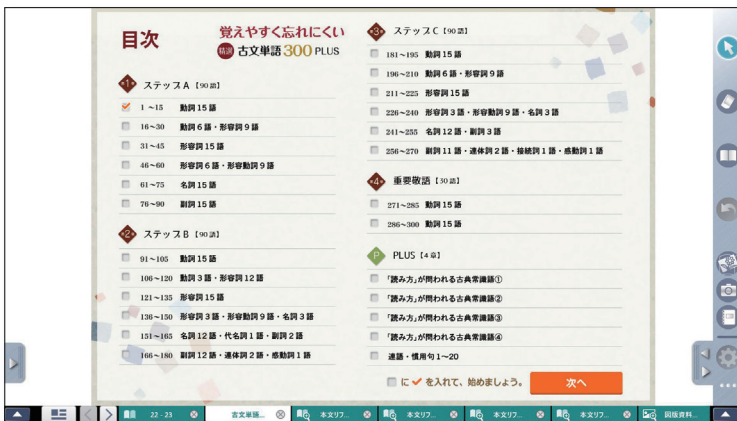 目次
覚えやすく忘れにくい
精選 古文単語300 PLUS
1 ステップA【90語】
1~15 動詞15語
16~30 動詞6語・形容詞9語
31~45 形容詞15語
46~60 形容詞6語・形容動詞9語
61~75 名詞15語
76~90 副詞15語
2 ステップB【90語】
91~105 動詞15語
106~120 動詞3語・形容詞12語
121~135 形容詞15語
136~150 形容詞3語・形容動詞9語・名詞3語
151~165 名詞12語・代名詞1語・副詞2語
166~180 副詞12語・連体詞2語・感動詞1語
3 ステップC【90語】
181~195 動詞15語
196~210 動詞6語・形容詞9語
211~225 形容詞15語
226~240 形容詞3語・形容動詞9語・名詞3語
241~255 名詞12語・副詞3語
256~270 副詞11語・連体詞2語・接続詞1語・感動詞1語
4 重要敬語【30語】
271~285 動詞15語
286~300 動詞15語
P PLUS【4章】
「読み方」が問われる古典常識語①
「読み方」が問われる古典常識語②
「読み方」が問われる古典常識語③
「読み方」が問われる古典常識語④
連語・慣用句1~20
に✓を入れて、始めましょう。
次へ
22-23
古文単語...
本文リフ...
本文リフ...
本文リフ...
本文リフ...
図版資料...